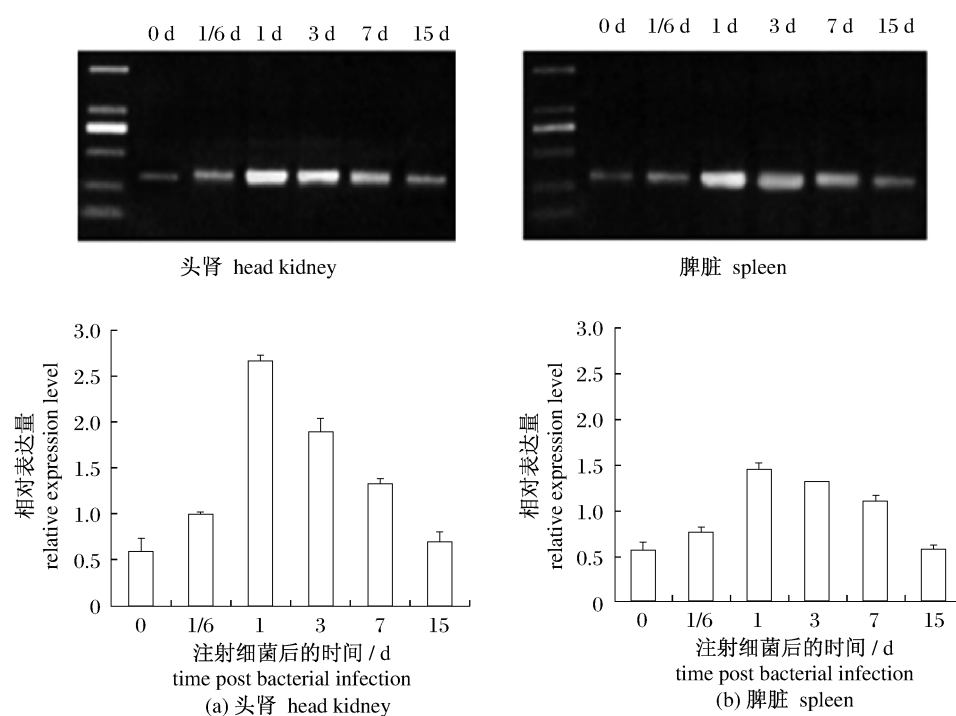 0 d 1/6 d 1 d 3 d 7 d 15 d
0 d 1/6 d 1 d 3 d 7 d 15 d
头肾 head kidney
脾脏 spleen
3.0
2.5
2.0
1.5
1.0
0.5
0
相对表达量
relative expression level
0 1/6 1 3 7 15
注射细菌后的时间 / d
time post bacterial infection
(a) 头肾 head kidney
3.0
2.5
2.0
1.5
1.0
0.5
0
相对表达量
relative expression level
0 1/6 1 3 7 15
注射细菌后的时间 / d
time post bacterial infection
(b) 脾脏 spleen